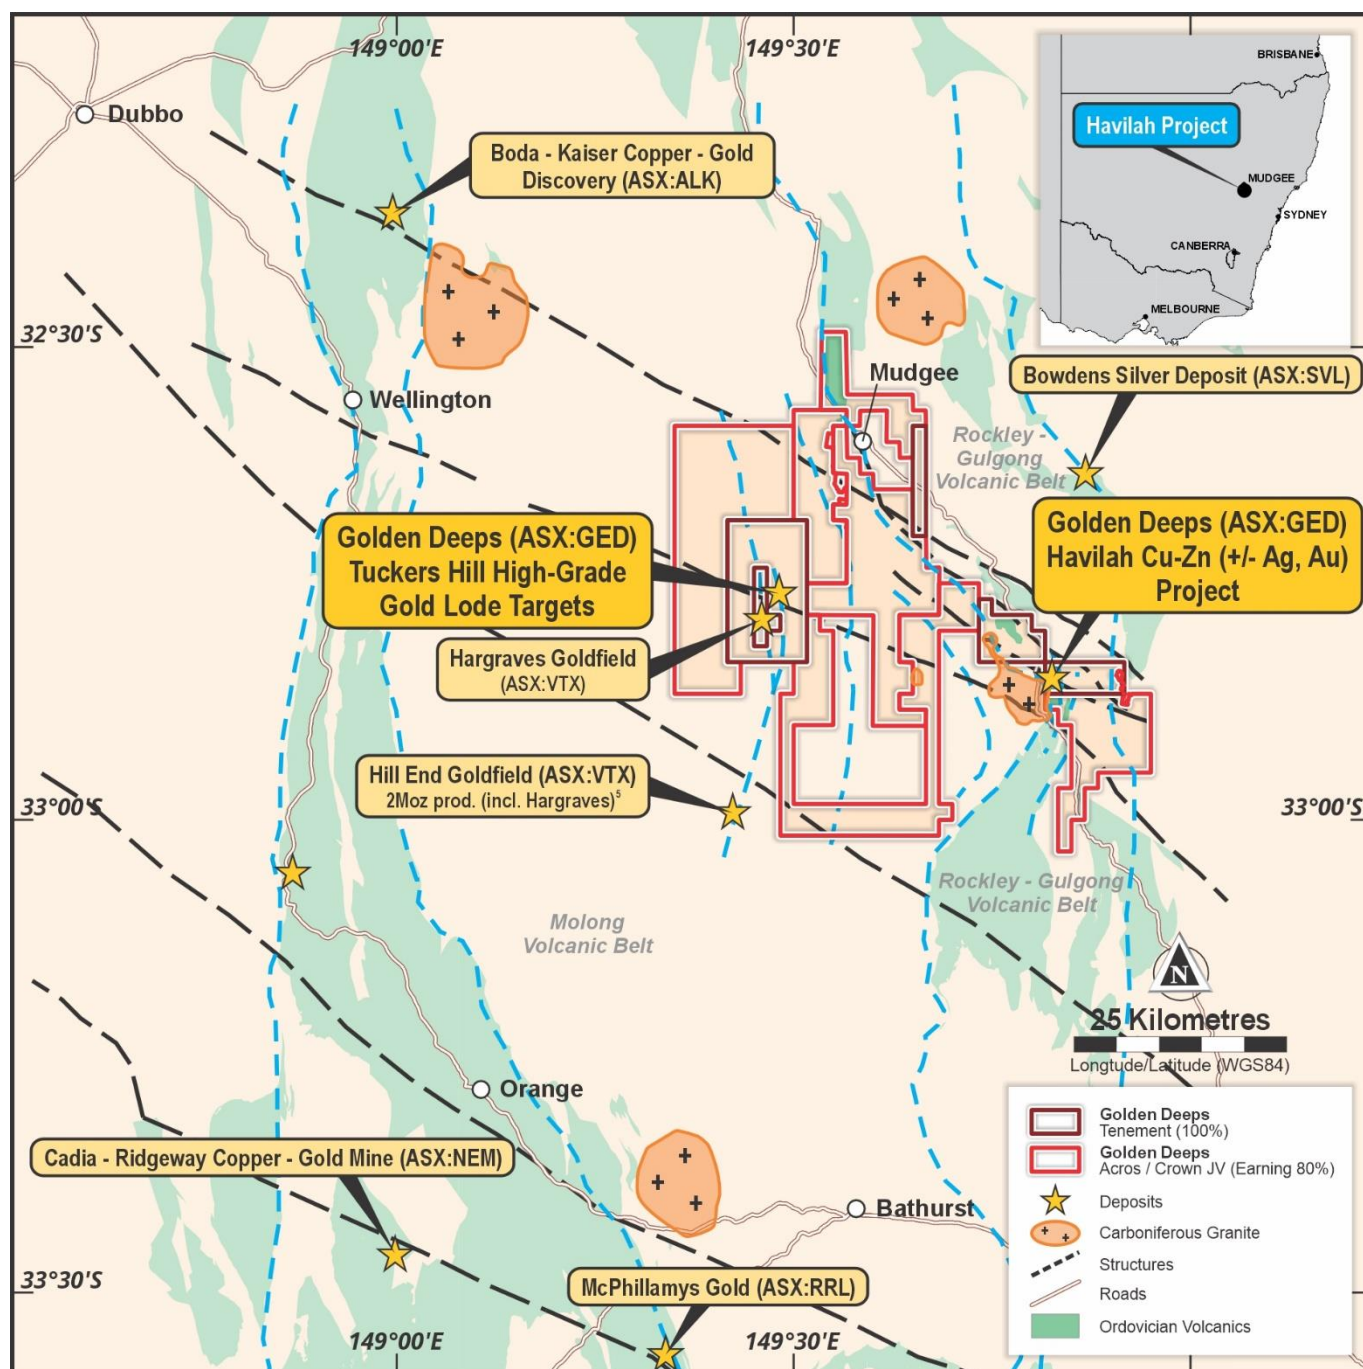 149°00'E
149°30'E
Dubbo
Boda - Kaiser Copper - Gold
Discovery (ASX:ALK)
BRISBANE
Havilah Project
MUDGEE
SYDNEY
CANBERRA
MELBOURNE
32°30'S
Mudgee
Bowdens Silver Deposit (ASX:SVL)
Wellington
Rockley -
Gulgong
Volcanic Belt
Golden Deeps (ASX:GED)
Tuckers Hill High-Grade
Gold Lode Targets
Golden Deeps (ASX:GED)
Havilah Cu-Zn (+/- Ag, Au)
Project
Hargraves Goldfield
(ASX:VTX)
Hill End Goldfield (ASX:VTX)
2Moz prod. (incl. Hargraves)⁵
33°00'S
33°00'S
Rockley - Gulgong
Volcanic Belt
Molong
Volcanic Belt
N
25 Kilometres
Longtude/Latitude (WGS84)
Orange
Cadia - Ridgeway Copper - Gold Mine (ASX:NEM)
Bathurst
McPhillamys Gold (ASX:RRL)
33°30'S
149°00'E
149°30'E
Golden Deeps
Tenement (100%)
Golden Deeps
Acros / Crown JV (Earning 80%)
Deposits
Carboniferous Granite
Structures
Roads
Ordovician Volcanics